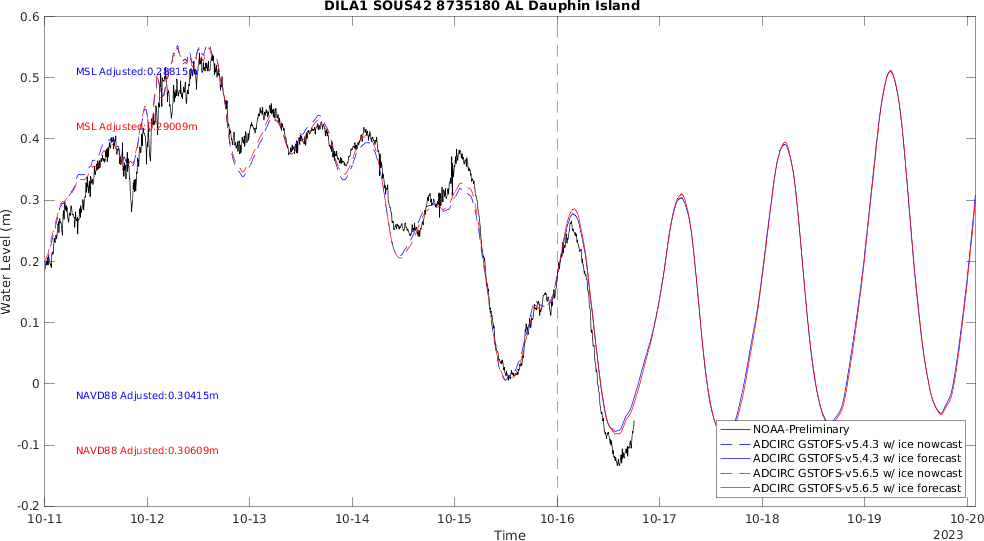 DILA1 SOUS42 8735180 AL Dauphin Island
0.6
0.5
0.4
0.3
0.2
0.1
0
-0.1
-0.2
Water Level (m)
MSL Adjusted:0.28815m
MSL Adjusted:0.29009m
NAVD88 Adjusted:0.30415m
NAVD88 Adjusted:0.30609m
NOAA-Preliminary
ADCIRC GSTOFS-v5.4.3 w/ ice nowcast
ADCIRC GSTOFS-v5.4.3 w/ ice forecast
ADCIRC GSTOFS-v5.6.5 w/ ice nowcast
ADCIRC GSTOFS-v5.6.5 w/ ice forecast
10-11 10-12 10-13 10-14 10-15 10-16 10-17 10-18 10-19 10-20
Time
2023